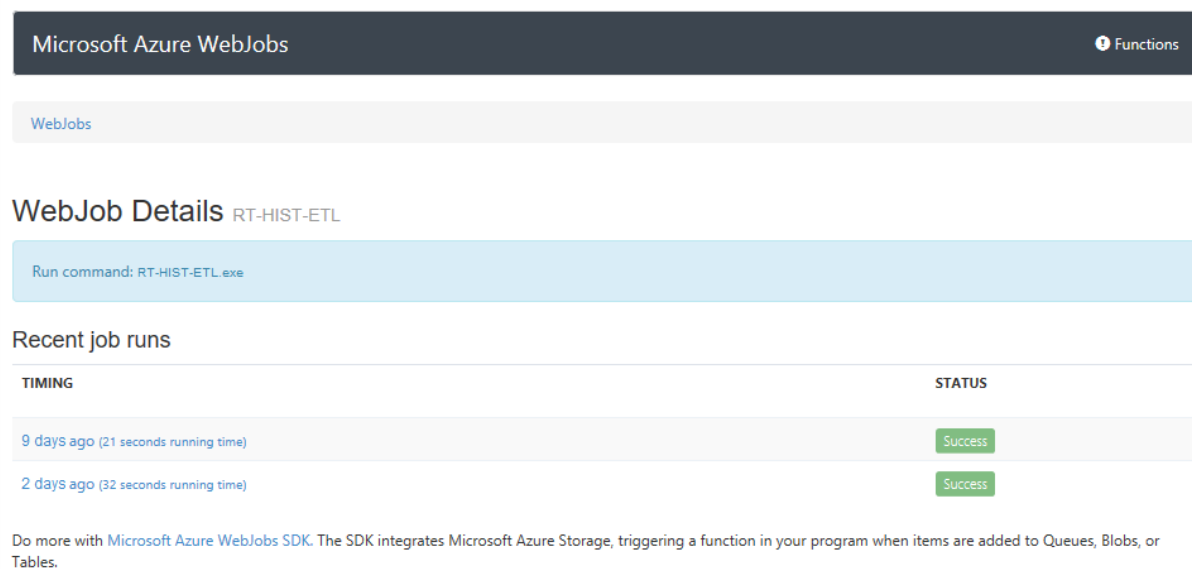 Microsoft Azure WebJobs
Functions
WebJobs
WebJob Details RT-HIST-ETL
Run command: RT-HIST-ETL.exe
Recent job runs
TIMING STATUS
9 days ago (21 seconds running time) Success
2 days ago (32 seconds running time) Success
Do more with Microsoft Azure WebJobs SDK. The SDK integrates Microsoft Azure Storage, triggering a function in your program when items are added to Queues, Blobs, or
Tables.